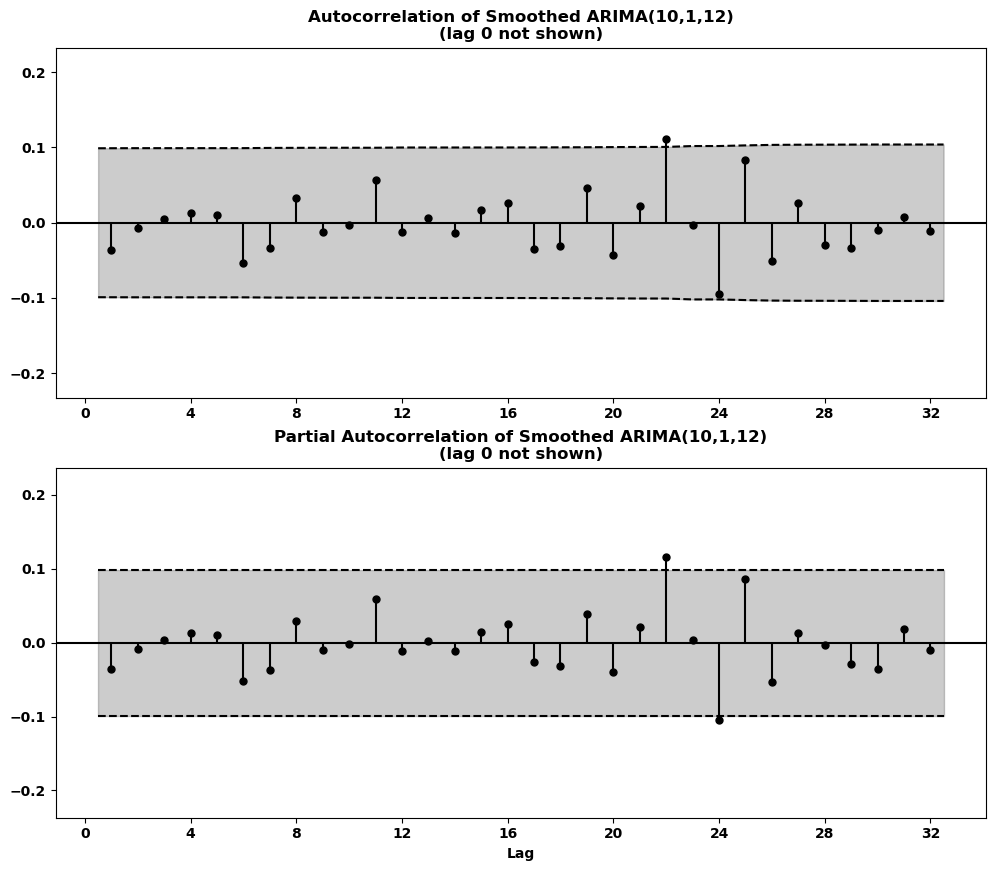 Autocorrelation of Smoothed ARIMA(10,1,12)
(lag 0 not shown)
0.2
0.1
0.0
−0.1
−0.2
0 4 8 12 16 20 24 28 32
Partial Autocorrelation of Smoothed ARIMA(10,1,12)
(lag 0 not shown)
0.2
0.1
0.0
−0.1
−0.2
0 4 8 12 16 20 24 28 32
Lag